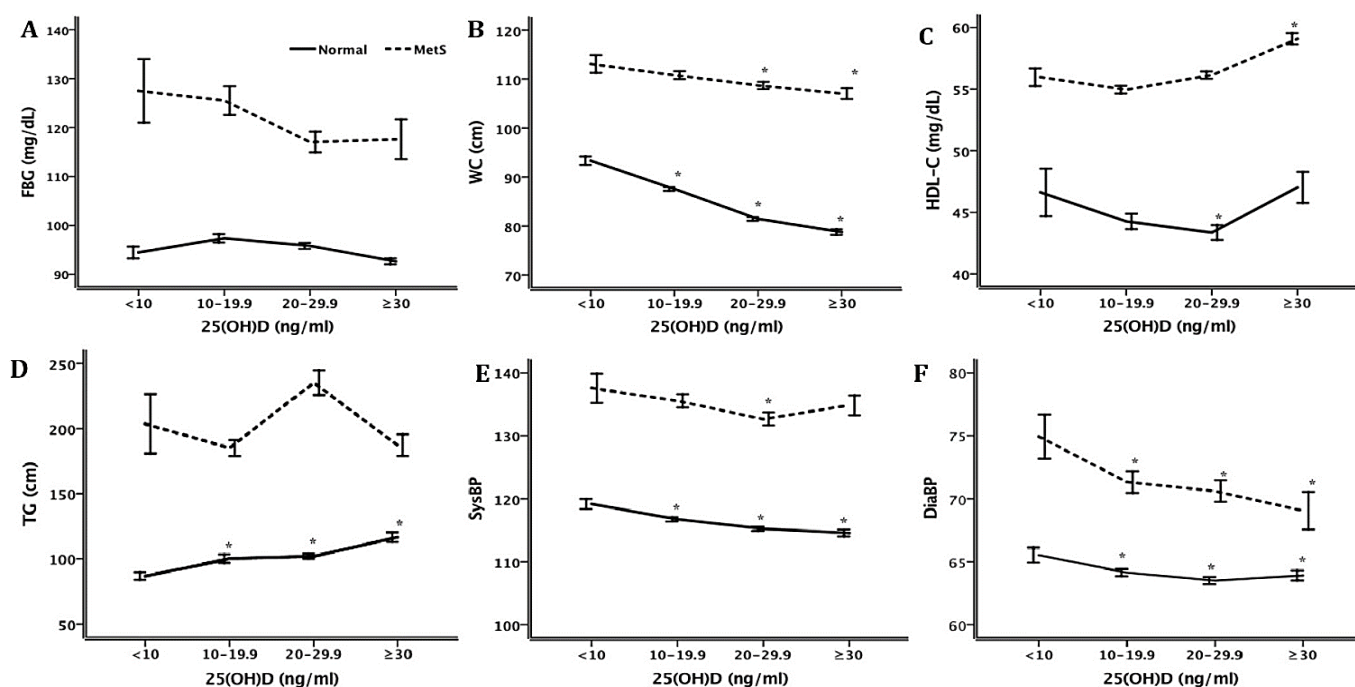 A
Normal MetS
FBG (mg/dL)
140
130
120
110
100
90
<10 10-19.9 20-29.9 ≥30
25(OH)D (ng/ml)
B
WC (cm)
120
110
100
90
80
70
* *
* * *
<10 10-19.9 20-29.9 ≥30
25(OH)D (ng/ml)
C
HDL-C (mg/dL)
60
55
50
45
40
*
*
<10 10-19.9 20-29.9 ≥30
25(OH)D (ng/ml)
D
TG (cm)
250
200
150
100
50
* * *
<10 10-19.9 20-29.9 ≥30
25(OH)D (ng/ml)
E
SysBP
140
130
120
114
100
*
* * *
<10 10-19.9 20-29.9 ≥30
25(OH)D (ng/ml)
F
DiaBP
80
75
70
65
60
* * *
* * *
<10 10-19.9 20-29.9 ≥30
25(OH)D (ng/ml)